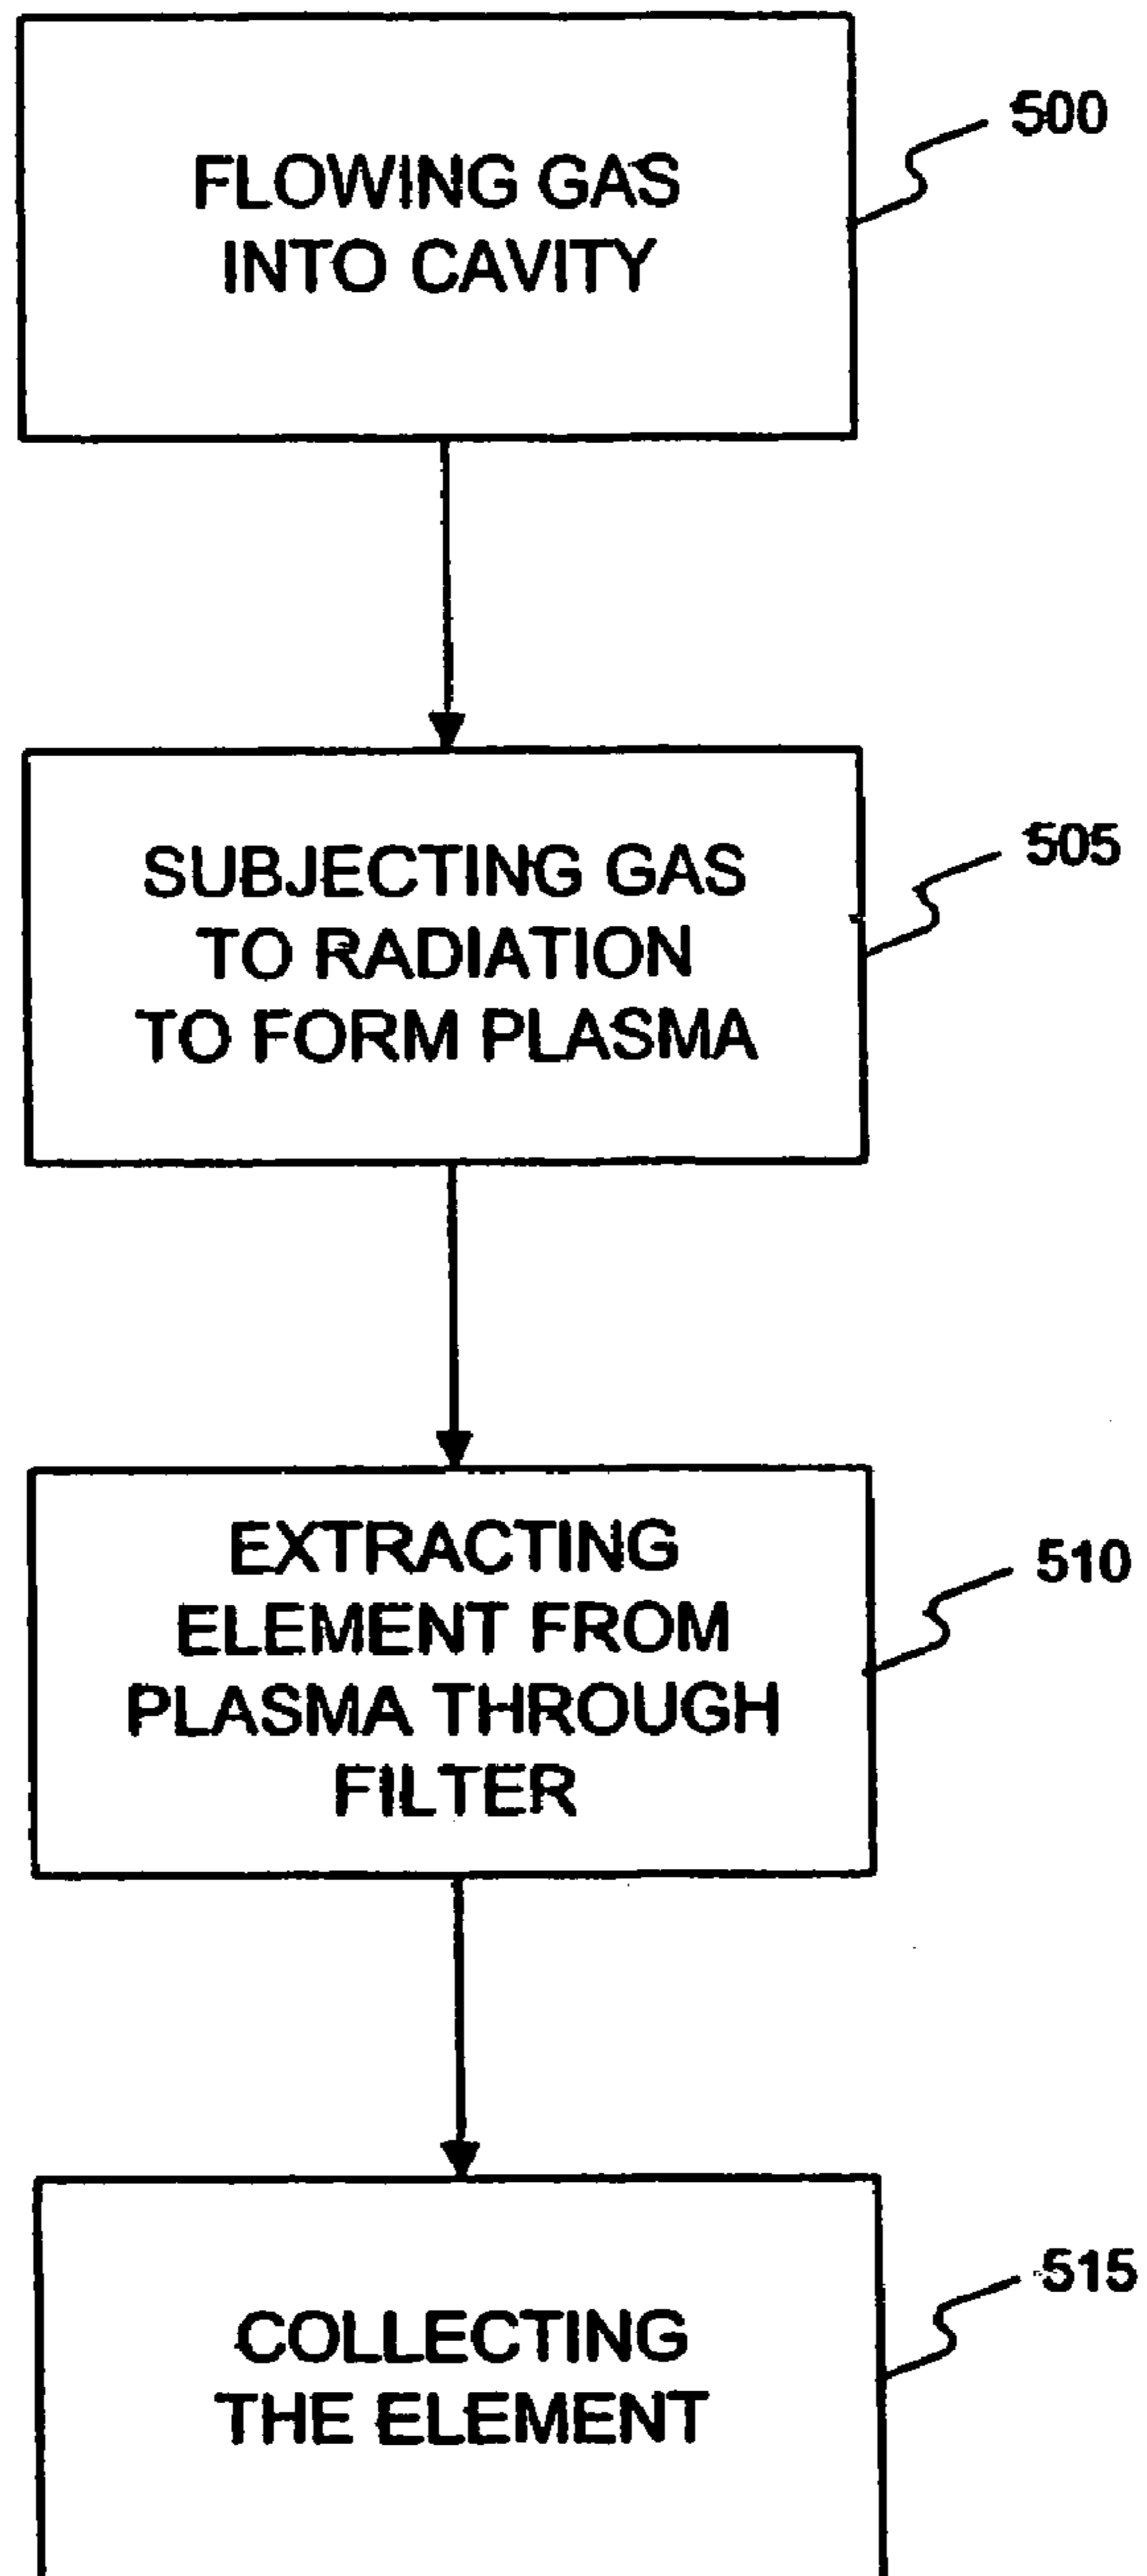 FLOWING GAS
INTO CAVITY
500
SUBJECTING GAS
TO RADIATION
TO FORM PLASMA
505
EXTRACTING
ELEMENT FROM
PLASMA THROUGH
FILTER
510
COLLECTING
THE ELEMENT
515